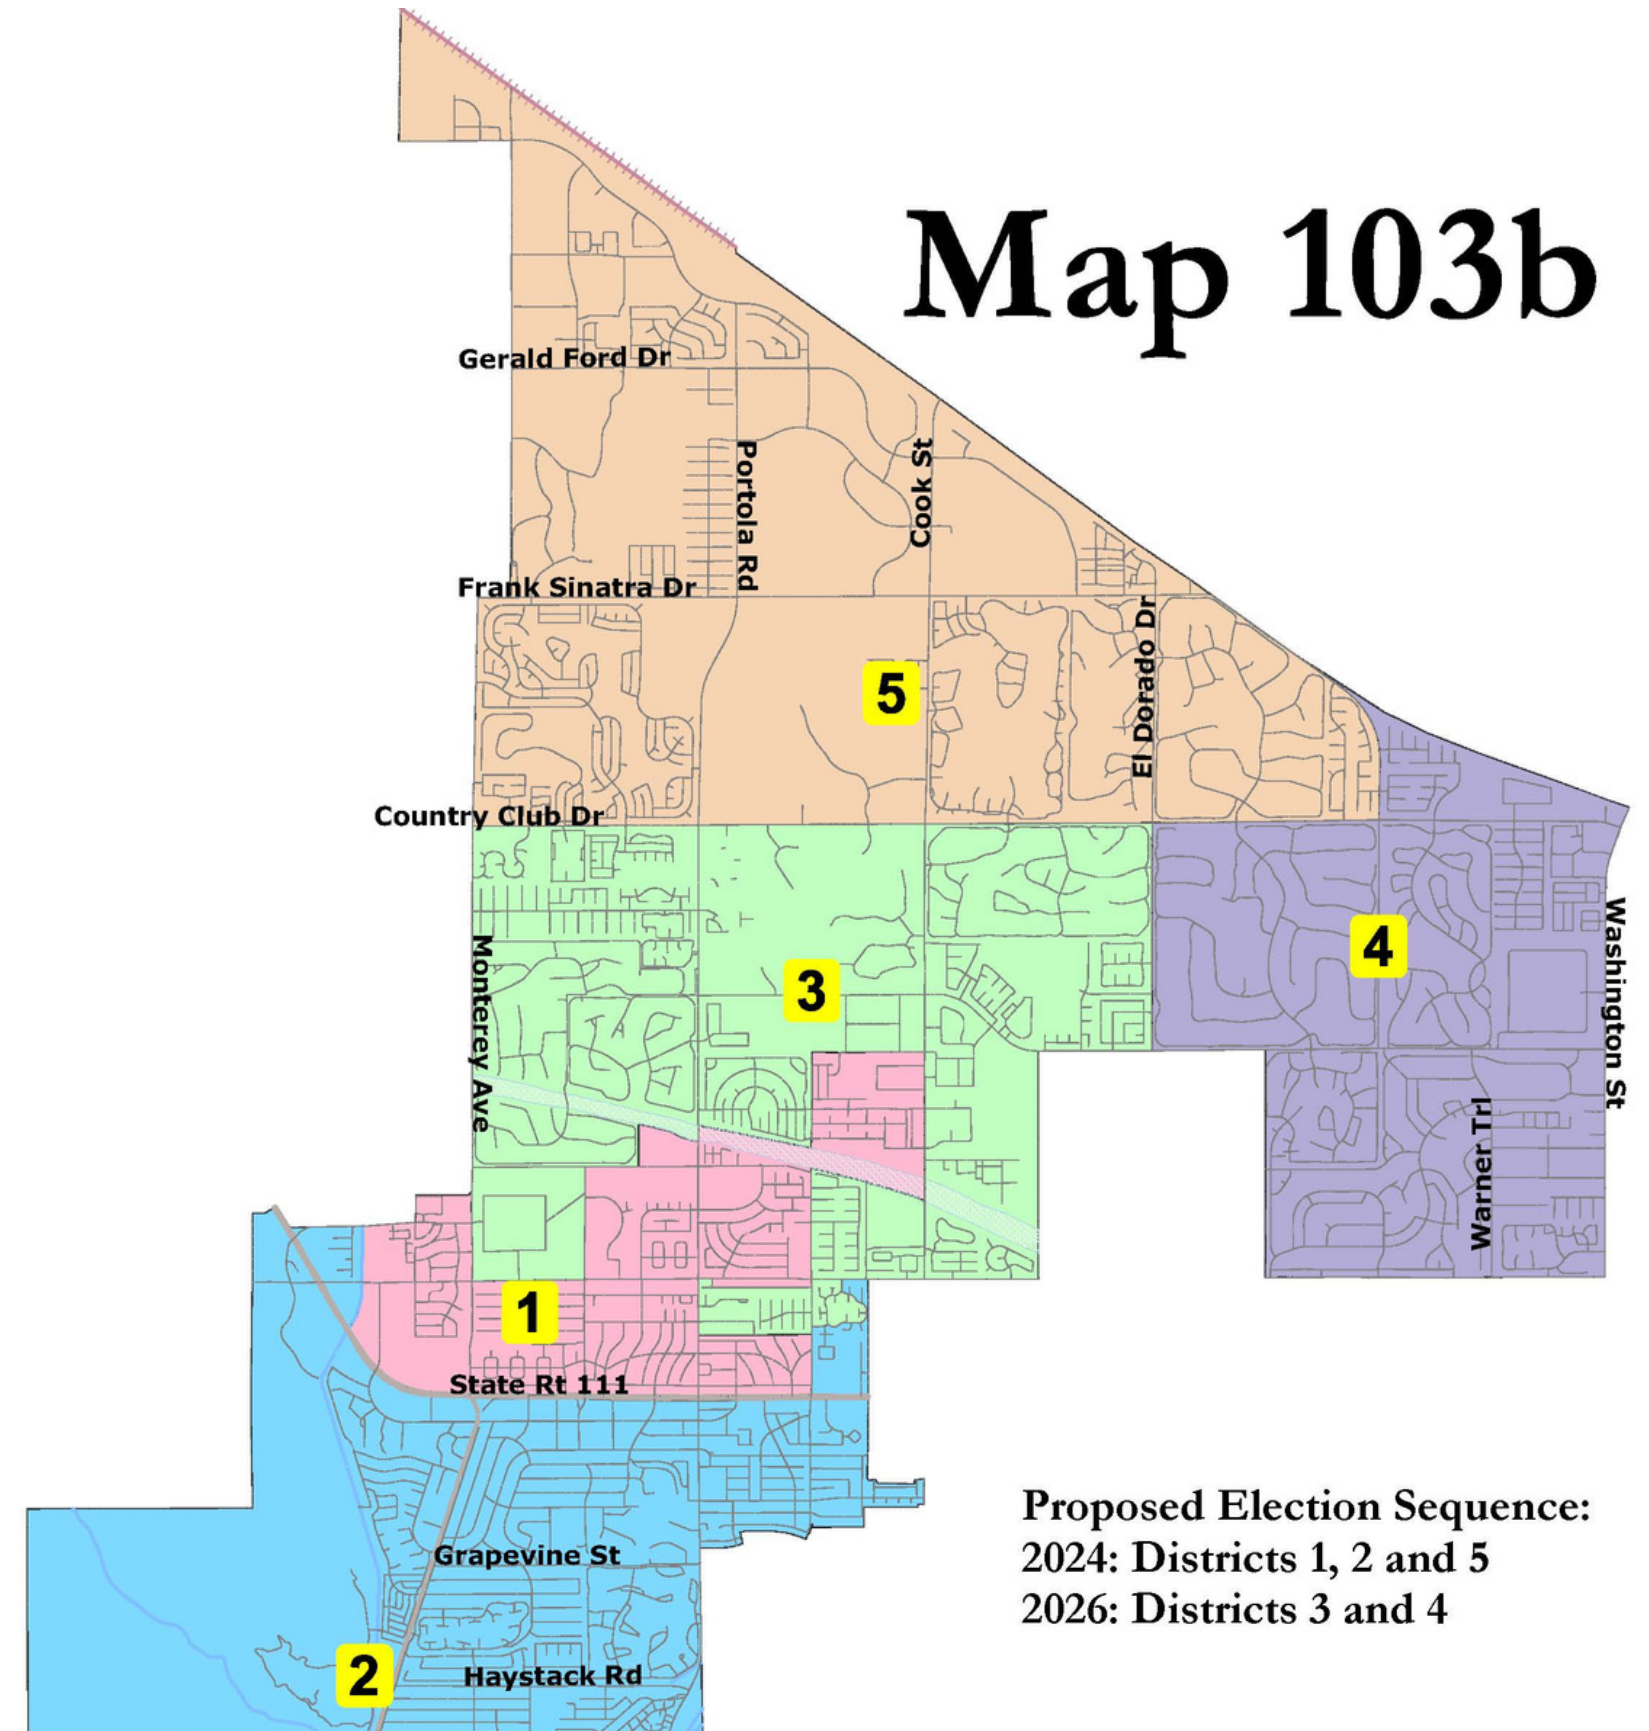 Map 103b
Gerald Ford Dr
Portola Rd
Cook St
Frank Sinatra Dr
El Dorado Dr
5
Country Club Dr
Washington St
4
Monterey Ave
3
Warner Trl
1
State Rt 111
Proposed Election Sequence:
2024: Districts 1, 2 and 5
2026: Districts 3 and 4
Grapevine St
2
Haystack Rd